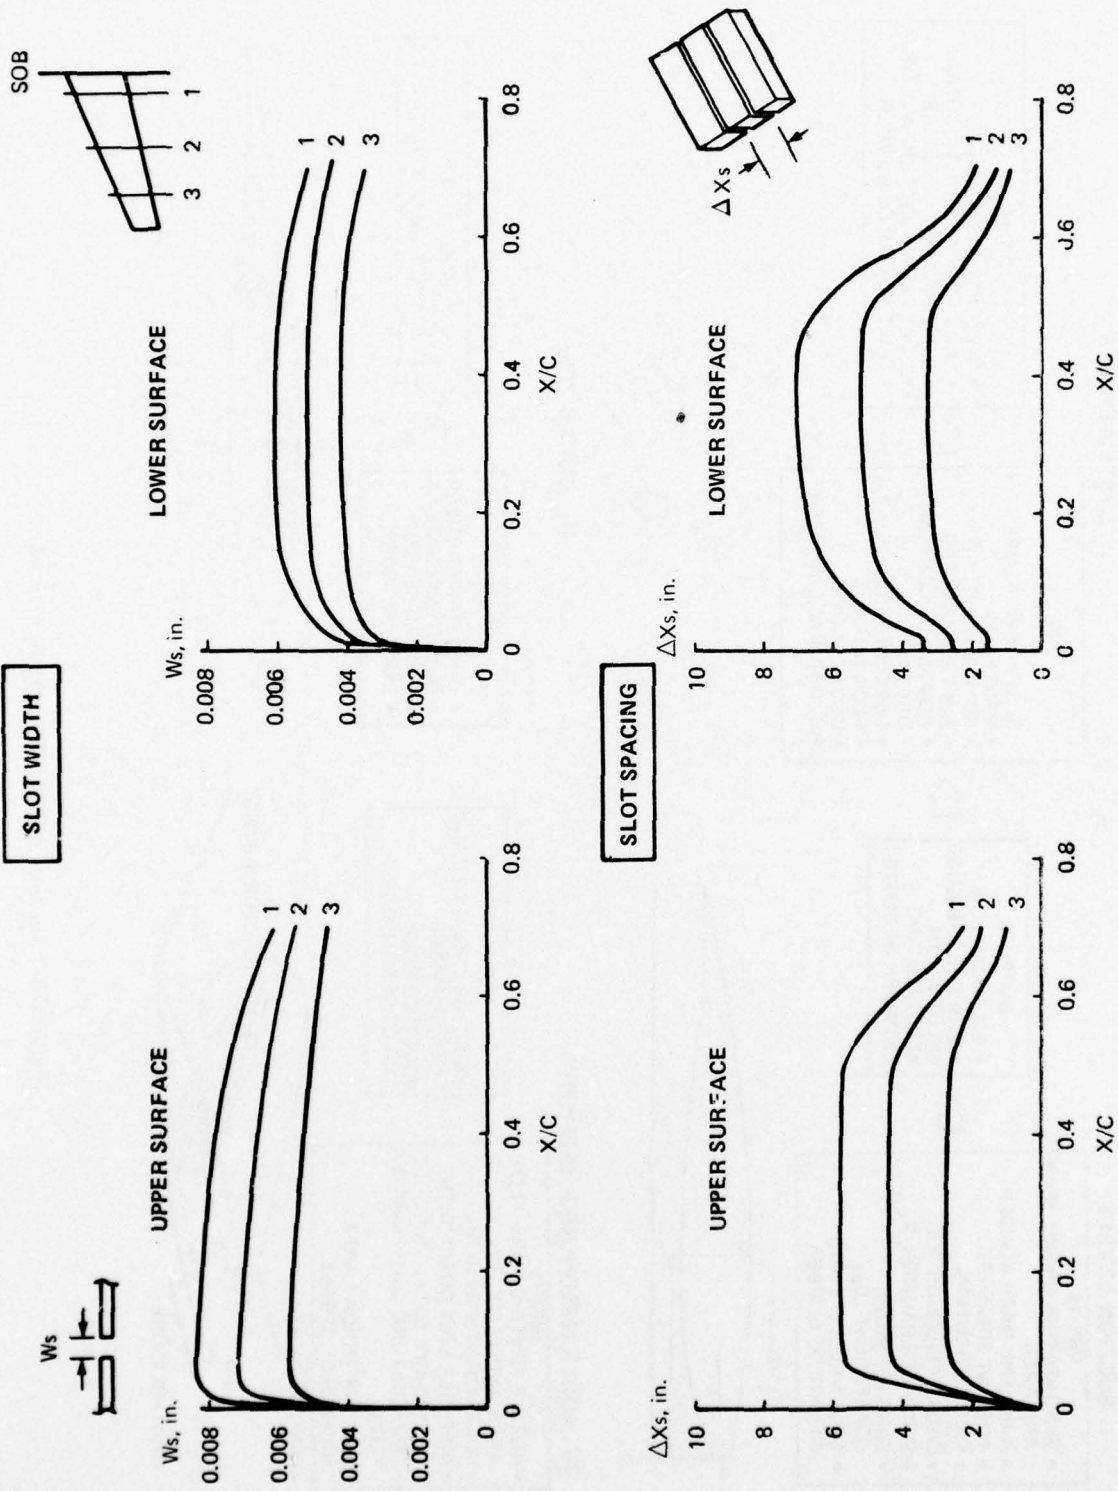 SLOT WIDTH
Ws
UPPER SURFACE
Ws, in.
0.008
0.006
0.004
0.002
0
0 0.2 0.4 0.6 0.8
X/C
1
2
3
SOB
1
2
3
LOWER SURFACE
Ws, in.
0.008
0.006
0.004
0.002
0
0 0.2 0.4 0.6 0.8
X/C
1
2
3
SLOT SPACING
UPPER SURFACE
ΔXs, in.
10
8
6
4
2
0 0.2 0.4 0.6 0.8
X/C
1
2
3
ΔXs
LOWER SURFACE
ΔXs, in.
10
8
6
4
2
0
0 0.2 0.4 0.6 0.8
X/C
1
2
3